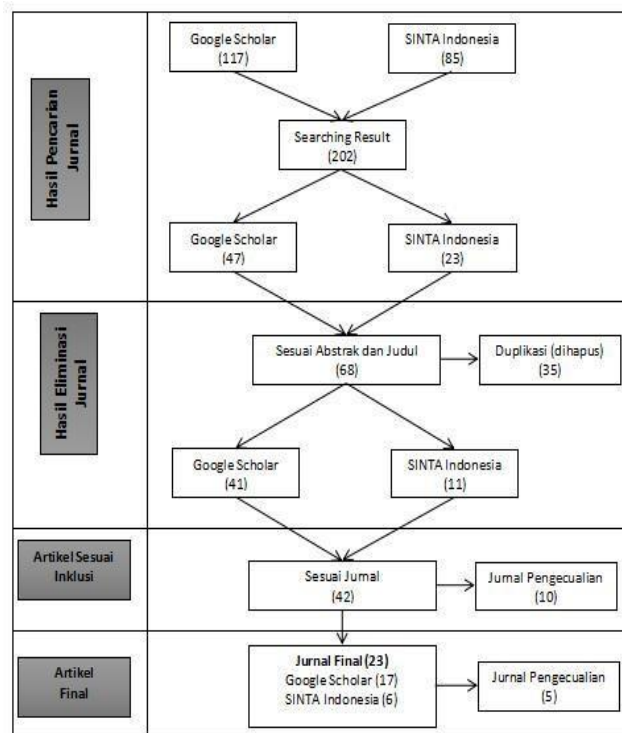 Hasil Pencarian
Jurnal
Google Scholar
(117)
SINTA Indonesia
(85)
Searching Result
(202)
Google Scholar
(47)
SINTA Indonesia
(23)
Hasil Eliminasi
Jurnal
Sesuai Abstrak dan Judul
(68)
Duplikasi (dihapus)
(35)
Google Scholar
(41)
SINTA Indonesia
(11)
Artikel Sesuai
Inklusi
Sesuai Jurnal
(42)
Jurnal Pengecualian
(10)
Artikel
Final
Jurnal Final (23)
Google Scholar (17)
SINTA Indonesia (6)
Jurnal Pengecualian
(5)